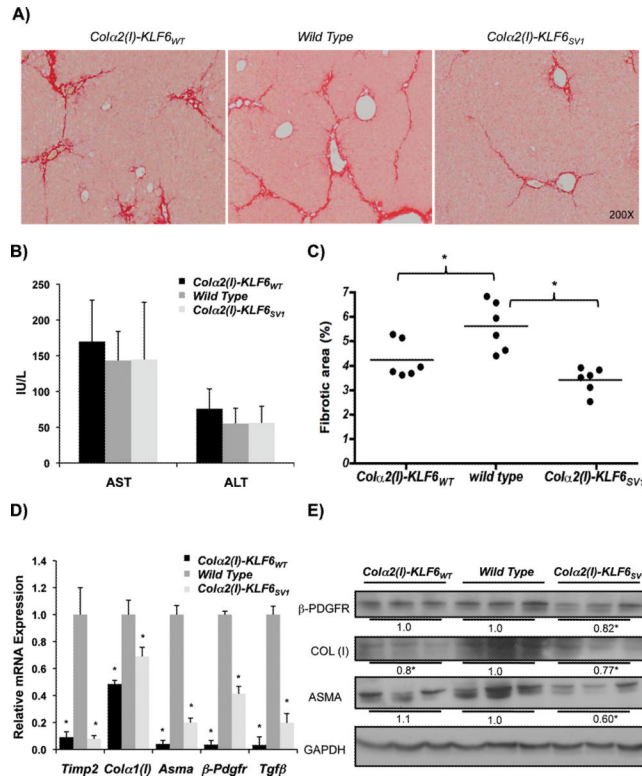 A)
Colα2(I)-KLF6WT
Wild Type
Colα2(I)-KLF6SV1
200X
B)
Colα2(I)-KLF6WT
Wild Type
Colα2(I)-KLF6SV1
200
150
100
50
0
IU/L
AST
ALT
C)
*
*
7
6
5
4
3
2
1
0
Fibrotic area (%)
Colα2(I)-KLF6WT
wild type
Colα2(I)-KLF6SV1
D)
Colα2(I)-KLF6WT
Wild Type
Colα2(I)-KLF6SV1
1.4
1.2
1.0
0.8
0.6
0.4
0.2
0.0
Relative mRNA Expression
* * * * * * * * * *
Timp2
Colα1(I)
Asma
β-Pdgfr
Tgfβ
E)
Colα2(I)-KLF6WT
Wild Type
Colα2(I)-KLF6SV
β-PDGFR
1.0
1.0
0.82*
COL (I)
0.8*
1.0
0.77*
ASMA
1.1
1.0
0.60*
GAPDH